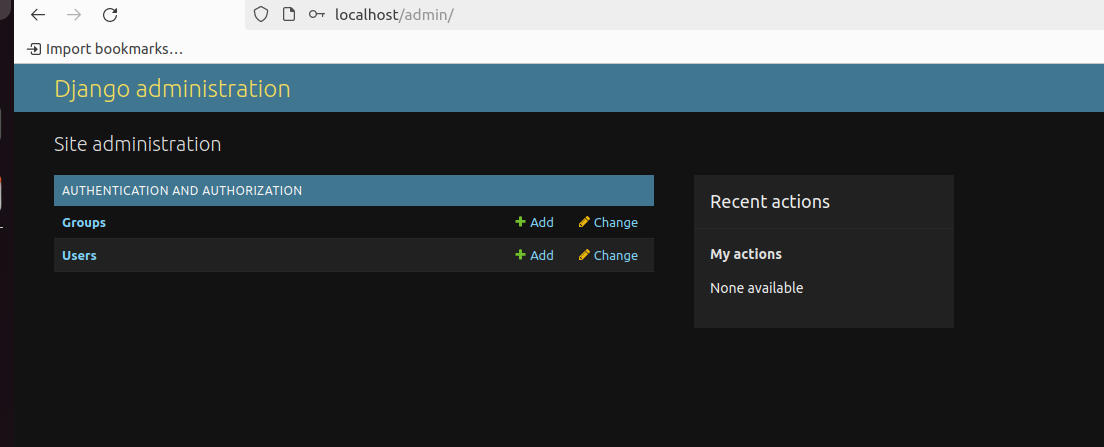 localhost/admin/
Import bookmarks…
Django administration
Site administration
AUTHENTICATION AND AUTHORIZATION
Groups Add Change
Users Add Change
Recent actions
My actions
None available